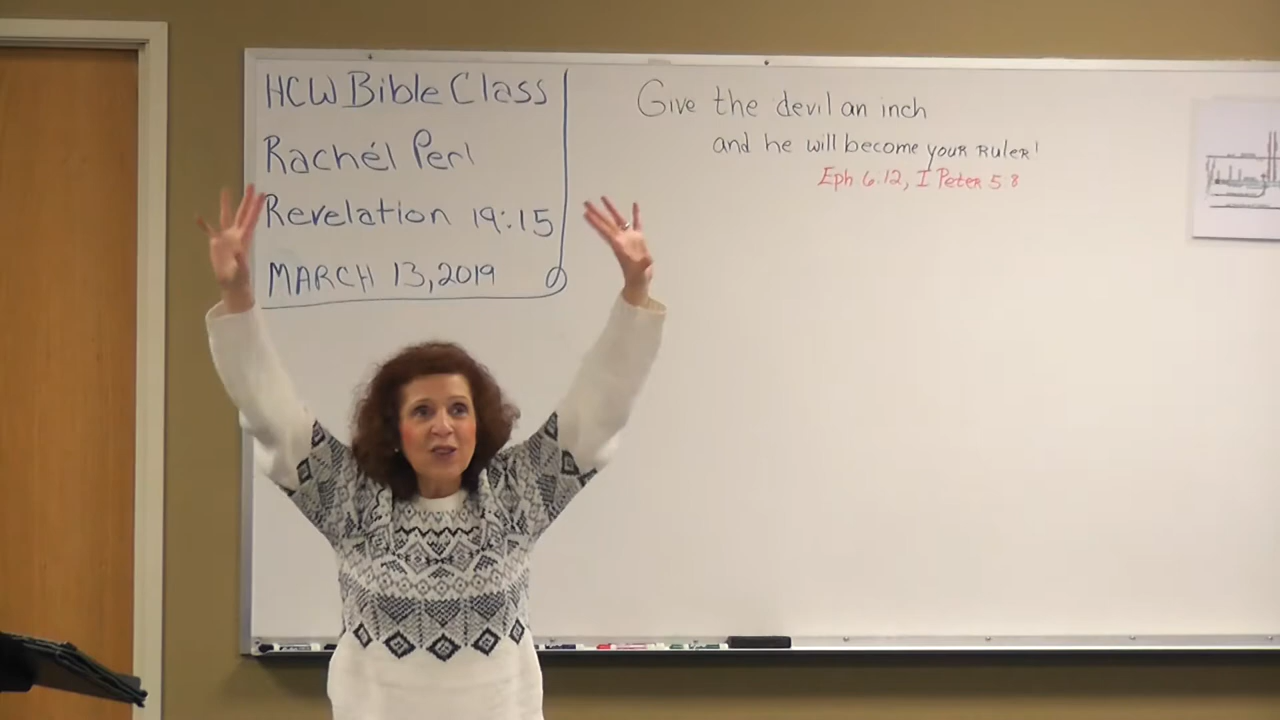 HCW Bible Class
Rachél Perl
Revelation 19:15
MARCH 13, 2019
Give the devil an inch
and he will become your RULER!
Eph 6:12, I Peter 5 8